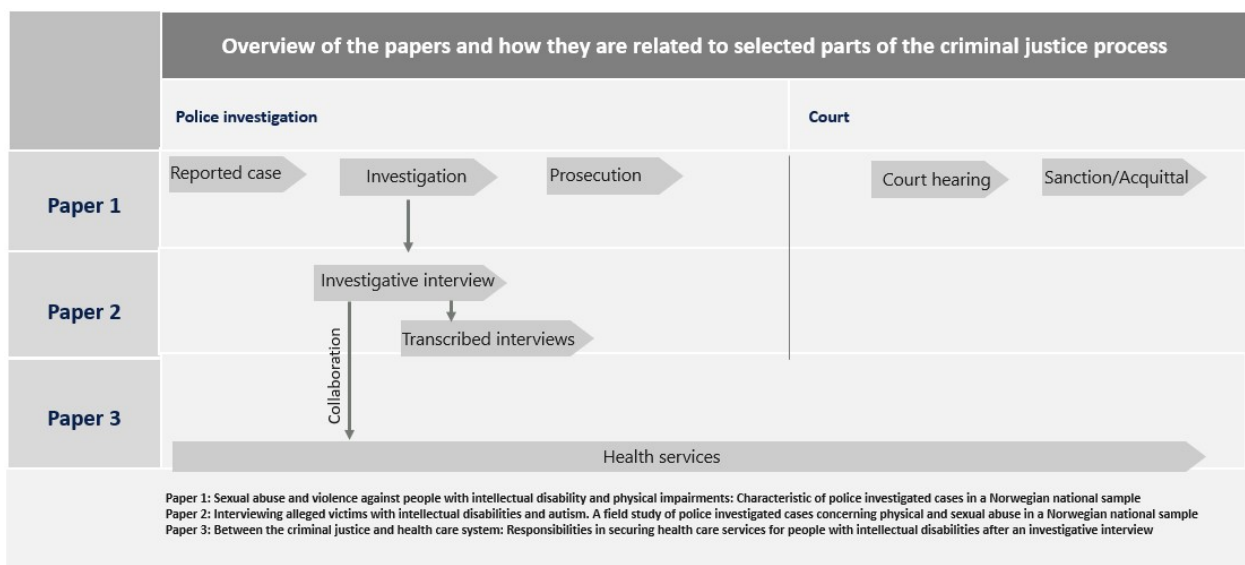 Overview of the papers and how they are related to selected parts of the criminal justice process
Police investigation
Court
Paper 1
Reported case
Investigation
Prosecution
Court hearing
Sanction/Acquittal
Paper 2
Investigative interview
Transcribed interviews
Collaboration
Paper 3
Health services
Paper 1: Sexual abuse and violence against people with intellectual disability and physical impairments: Characteristic of police investigated cases in a Norwegian national sample
Paper 2: Interviewing alleged victims with intellectual disabilities and autism. A field study of police investigated cases concerning physical and sexual abuse in a Norwegian national sample
Paper 3: Between the criminal justice and health care system: Responsibilities in securing health care services for people with intellectual disabilities after an investigative interview